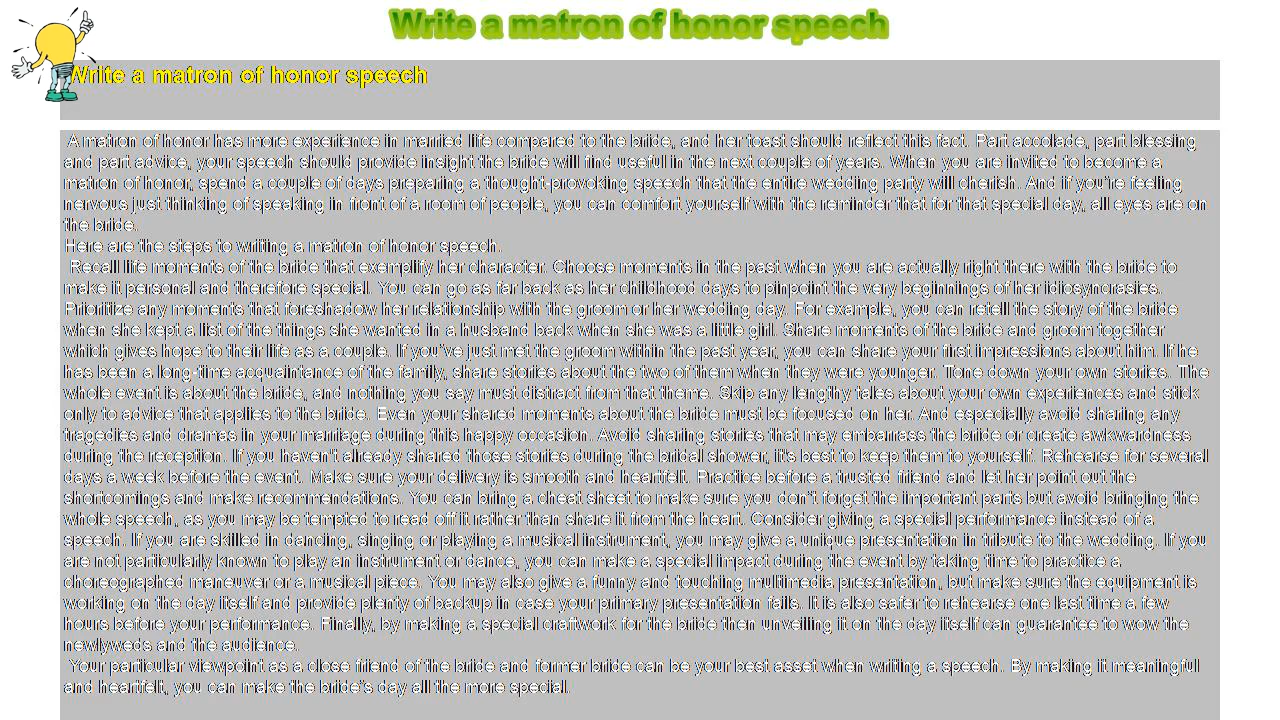 Write a matron of honor speech
Write a matron of honor speech
A matron of honor has more experience in married life compared to the bride, and her toast should reflect this fact. Part accolade, part blessing
and part advice, your speech should provide insight the bride will find useful in the next couple of years. When you are invited to become a
matron of honor, spend a couple of days preparing a thought-provoking speech that the entire wedding party will cherish. And if you're feeling
nervous just thinking of speaking in front of a room of people, you can comfort yourself with the reminder that for that special day, all eyes are on
the bride.
Here are the steps to writing a matron of honor speech.
Recall life moments of the bride that exemplify her character. Choose moments in the past when you are actually right there with the bride to
make it personal and therefore special. You can go as far back as her childhood days to pinpoint the very beginnings of her idiosyncrasies.
Prioritize any moments that foreshadow her relationship with the groom or her wedding day. For example, you can retell the story of the bride
when she kept a list of the things she wanted in a husband back when she was a little girl. Share moments of the bride and groom together
which gives hope to their life as a couple. If you've just met the groom within the past year, you can share your first impressions about him. If he
has been a long-time acquaintance of the family, share stories about the two of them when they were younger. Tone down your own stories. The
whole event is about the bride, and nothing you say must distract from that theme. Skip any lengthy tales about your own experiences and stick
only to advice that applies to the bride. Even your shared moments about the bride must be focused on her. And especially avoid sharing any
tragedies and dramas in your marriage during this happy occasion. Avoid sharing stories that may embarrass the bride or create awkwardness
during the reception. If you haven't already shared those stories during the bridal shower, it's best to keep them to yourself. Rehearse for several
days a week before the event. Make sure your delivery is smooth and heartfelt. Practice before a trusted friend and let her point out the
shortcomings and make recommendations. You can bring a cheat sheet to make sure you don't forget the important parts but avoid bringing the
whole speech, as you may be tempted to read off it rather than share it from the heart. Consider giving a special performance instead of a
speech. If you are skilled in dancing, singing or playing a musical instrument, you may give a unique presentation in tribute to the wedding. If you
are not particularly known to play an instrument or dance, you can make a special impact during the event by taking time to practice a
choreographed maneuver or a musical piece. You may also give a funny and touching multimedia presentation, but make sure the equipment is
working on the day itself and provide plenty of backup in case your primary presentation fails. It is also safer to rehearse one last time a few
hours before your performance. Finally, by making a special craftwork for the bride then unveiling it on the day itself can guarantee to wow the
newlyweds and the audience.
Your particular viewpoint as a close friend of the bride and former bride can be your best asset when writing a speech. By making it meaningful
and heartfelt, you can make the bride's day all the more special.